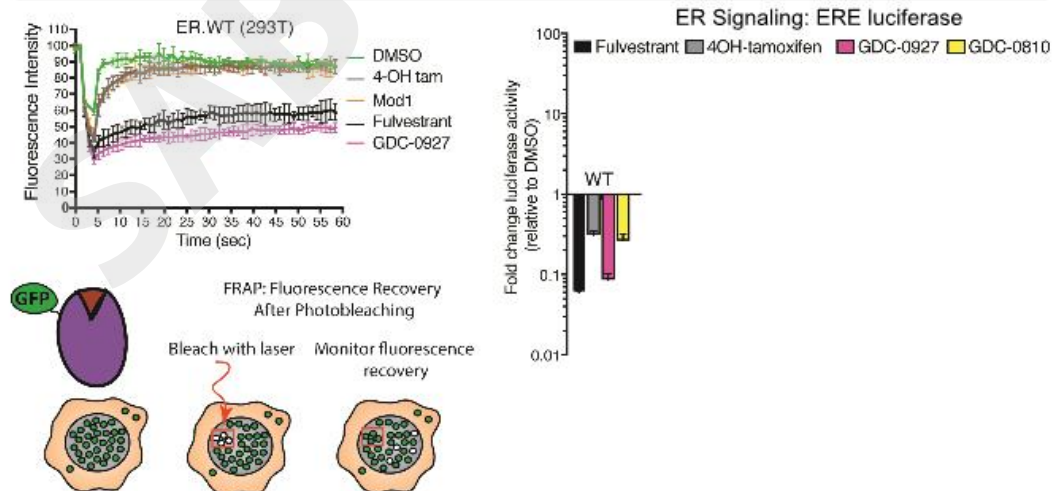 ER.WT (293T)
Fluorescence Intensity
110
100
90
80
70
60
50
40
30
20
10
0
0 5 10 15 20 25 30 35 40 45 50 55 60
Time (sec)
DMSO
4-OH tam
Mod1
Fulvestrant
GDC-0927
ER Signaling: ERE luciferase
Fulvestrant 4OH-tamoxifen GDC-0927 GDC-0810
Fold change luciferase activity
(relative to DMSO)
100
10
1
0.1
0.01
WT
GFP
FRAP: Fluorescence Recovery
After Photobleaching
Bleach with laser
Monitor fluorescence
recovery